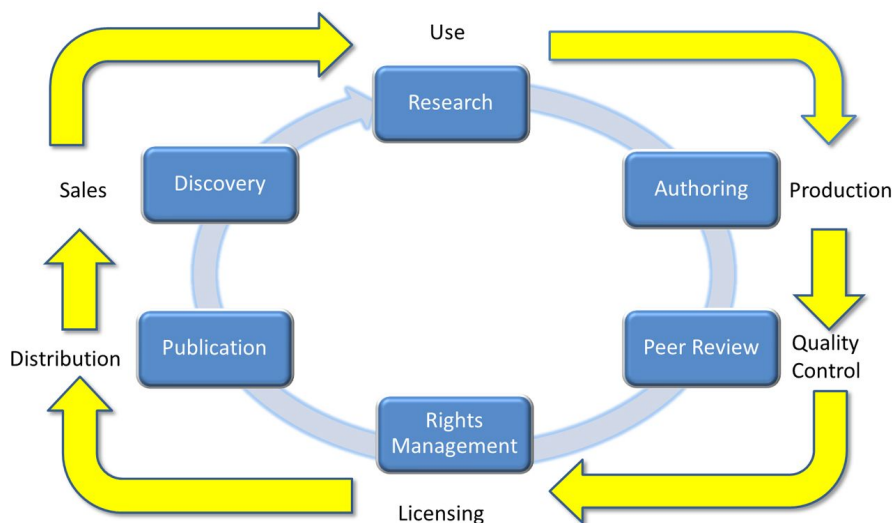 Use
Research
Discovery
Authoring
Sales
Production
Publication
Peer Review
Quality
Control
Distribution
Rights
Management
Licensing